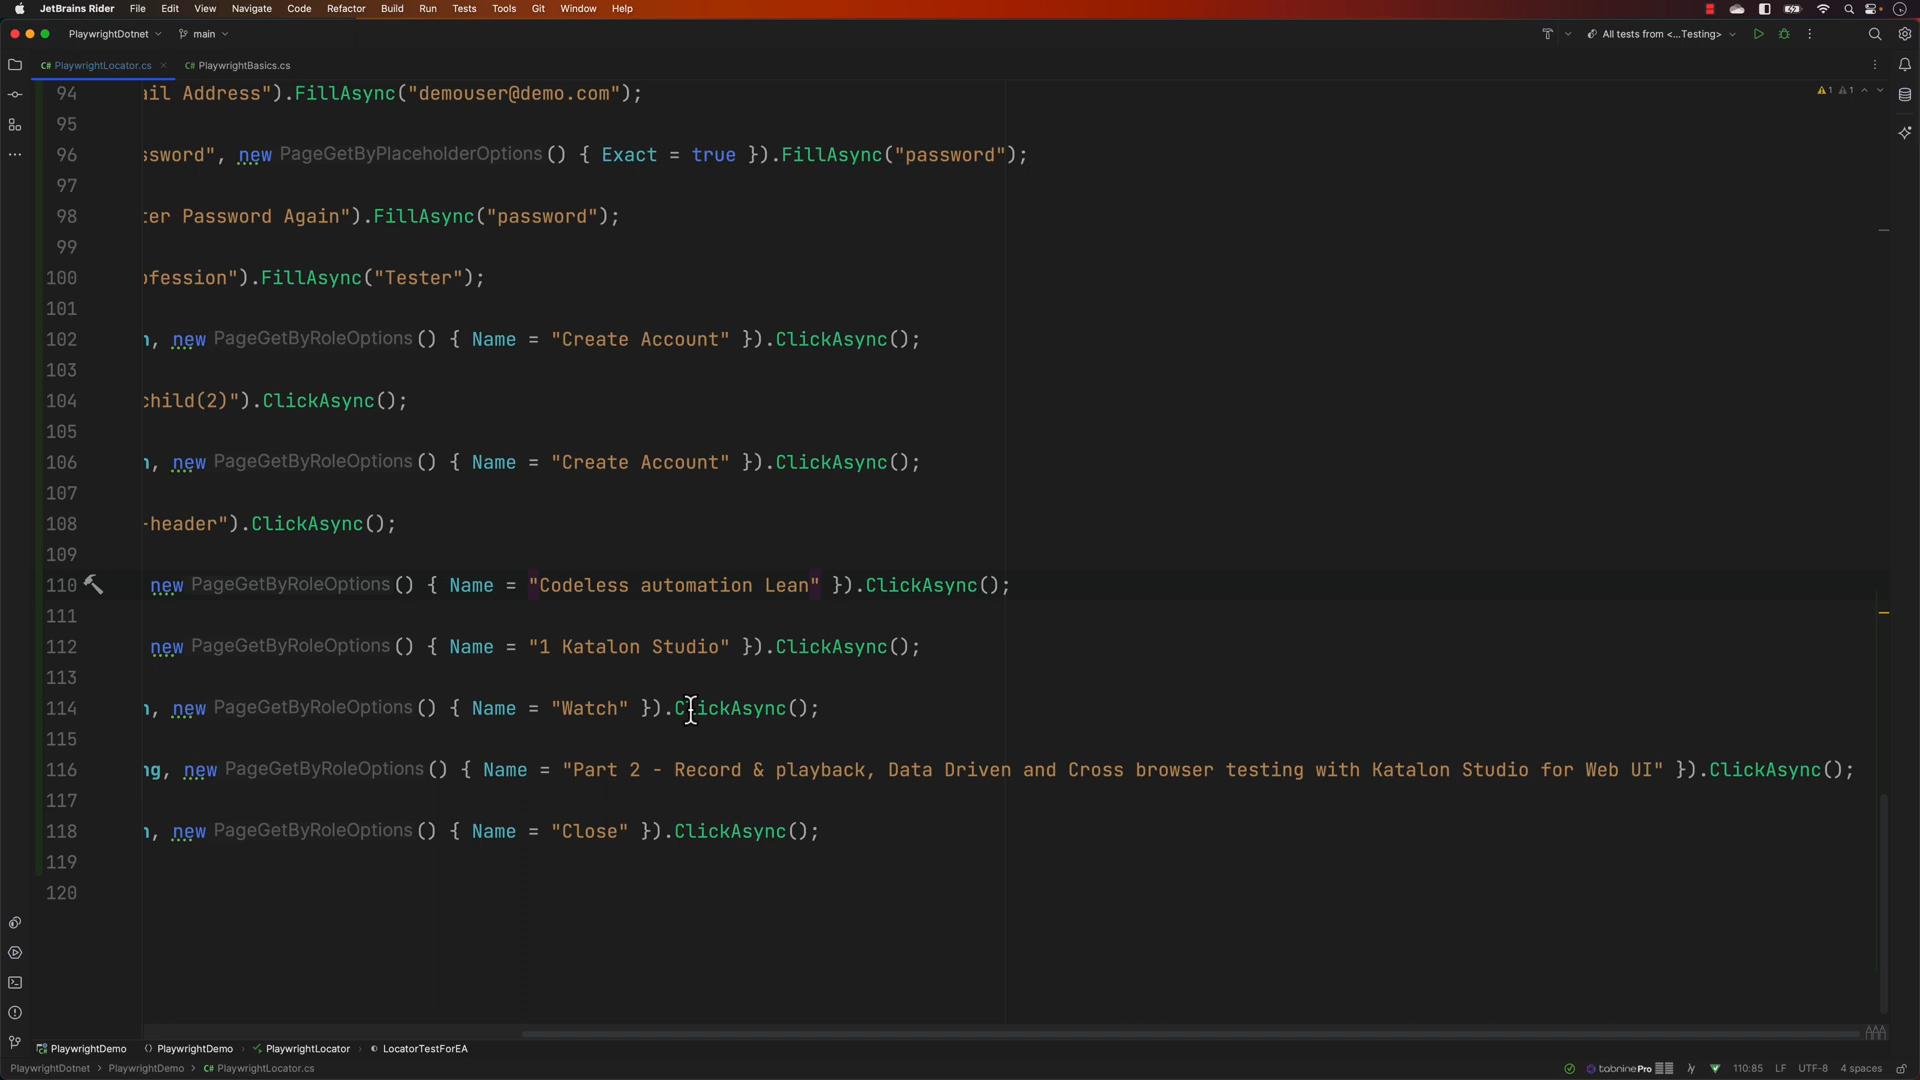 JetBrains Rider File Edit View Navigate Code Refactor Build Run Tests Tools Git Window Help
PlaywrightDotnet main All tests from <...Testing>
C# PlaywrightLocator.cs C# PlaywrightBasics.cs
94 ail Address").FillAsync("demouser@demo.com"); 1 1
95
96 ssword", new PageGetByPlaceholderOptions() { Exact = true }).FillAsync("password");
97
98 ter Password Again").FillAsync("password");
99
100 ofession").FillAsync("Tester");
101
102 n, new PageGetByRoleOptions() { Name = "Create Account" }).ClickAsync();
103
104 child(2)").ClickAsync();
105
106 n, new PageGetByRoleOptions() { Name = "Create Account" }).ClickAsync();
107
108 -header").ClickAsync();
109
110 new PageGetByRoleOptions() { Name = "Codeless automation Lean" }).ClickAsync();
111
112 new PageGetByRoleOptions() { Name = "1 Katalon Studio" }).ClickAsync();
113
114 n, new PageGetByRoleOptions() { Name = "Watch" }).ClickAsync();
115
116 ng, new PageGetByRoleOptions() { Name = "Part 2 - Record & playback, Data Driven and Cross browser testing with Katalon Studio for Web UI" }).ClickAsync();
117
118 n, new PageGetByRoleOptions() { Name = "Close" }).ClickAsync();
119
120
PlaywrightDemo PlaywrightDemo PlaywrightLocator LocatorTestForEA
PlaywrightDotnet > PlaywrightDemo > C# PlaywrightLocator.cs tabnine Pro 110:85 LF UTF-8 4 spaces